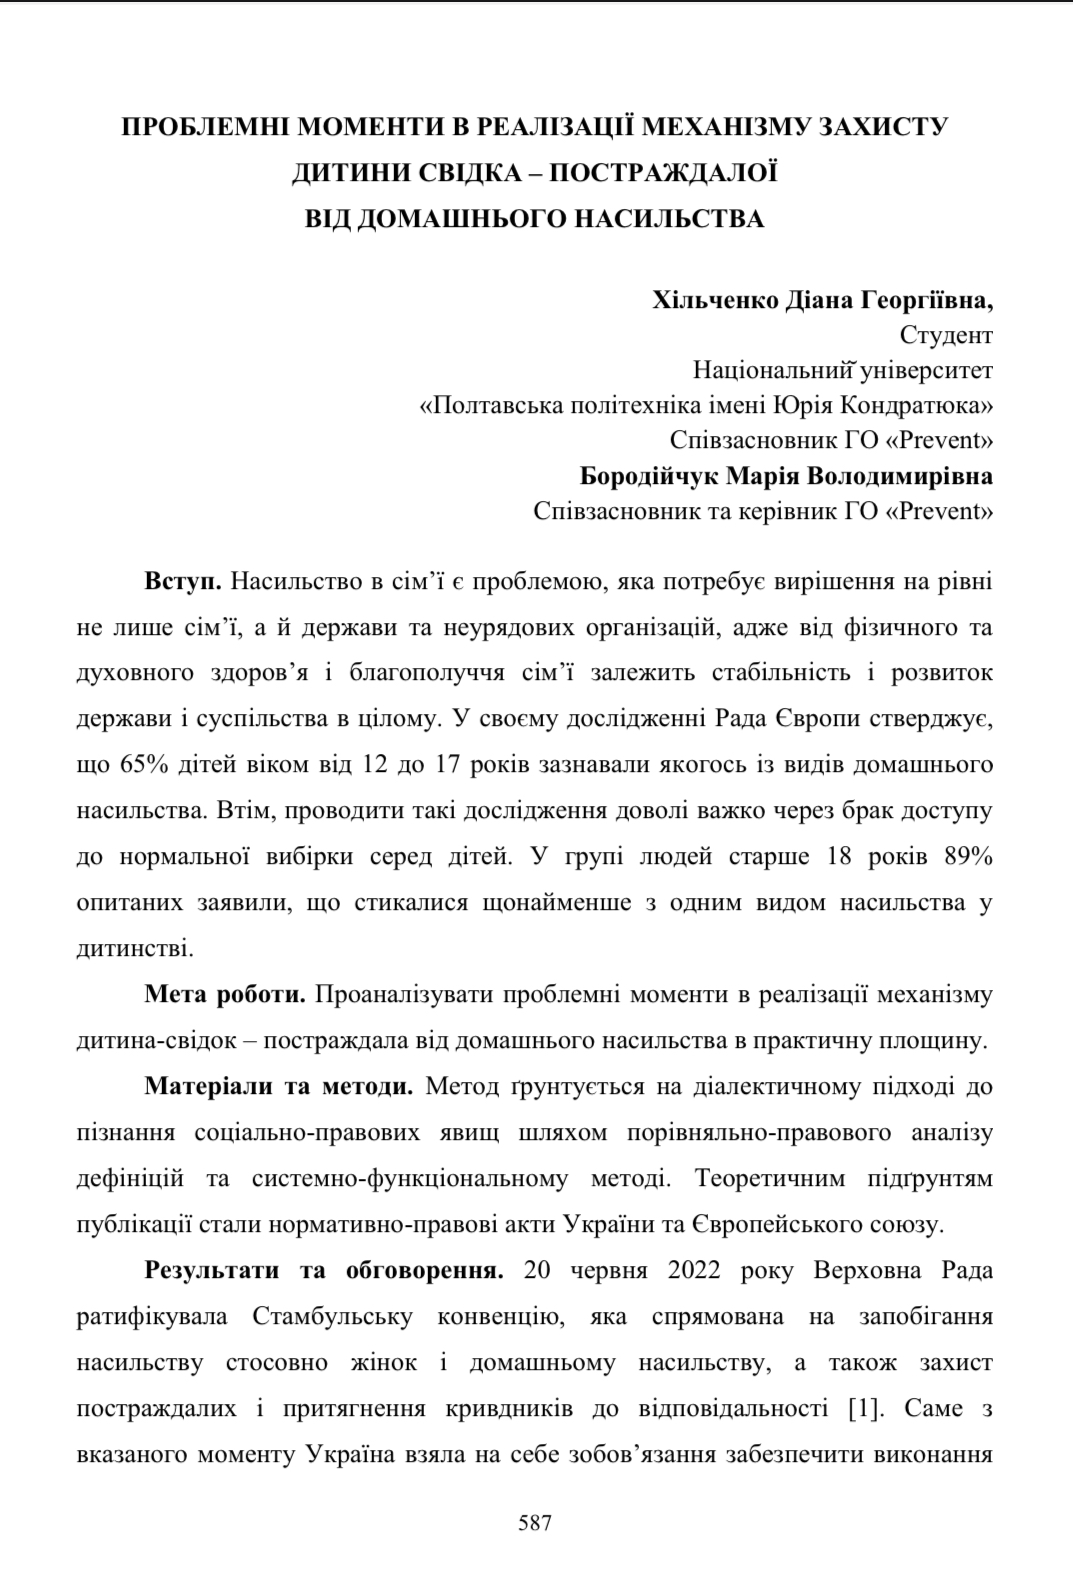 ПРОБЛЕМНІ МОМЕНТИ В РЕАЛІЗАЦІЇ МЕХАНІЗМУ ЗАХИСТУ
ДИТИНИ СВІДКА – ПОСТРАЖДАЛОЇ
ВІД ДОМАШНЬОГО НАСИЛЬСТВА
Хільченко Діана Георгіївна,
Студент
Національний університет
«Полтавська політехніка імені Юрія Кондратюка»
Співзасновник ГО «Prevent»
Бородійчук Марія Володимирівна
Співзасновник та керівник ГО «Prevent»
Вступ. Насильство в сім’ї є проблемою, яка потребує вирішення на рівні
не лише сім’ї, а й держави та неурядових організацій, адже від фізичного та
духовного здоров’я і благополуччя сім’ї залежить стабільність і розвиток
держави і суспільства в цілому. У своєму дослідженні Рада Європи стверджує,
що 65% дітей віком від 12 до 17 років зазнавали якогось із видів домашнього
насильства. Втім, проводити такі дослідження доволі важко через брак доступу
до нормальної вибірки серед дітей. У групі людей старше 18 років 89%
опитаних заявили, що стикалися щонайменше з одним видом насильства у
дитинстві.
Мета роботи. Проаналізувати проблемні моменти в реалізації механізму
дитина-свідок – постраждала від домашнього насильства в практичну площину.
Матеріали та методи. Метод ґрунтується на діалектичному підході до
пізнання соціально-правових явищ шляхом порівняльно-правового аналізу
дефініцій та системно-функціональному методі. Теоретичним підґрунтям
публікації стали нормативно-правові акти України та Європейського союзу.
Результати та обговорення. 20 червня 2022 року Верховна Рада
ратифікувала Стамбульську конвенцію, яка спрямована на запобігання
насильству стосовно жінок і домашньому насильству, а також захист
постраждалих і притягнення кривдників до відповідальності [1]. Саме з
вказаного моменту Україна взяла на себе зобов’язання забезпечити виконання
587